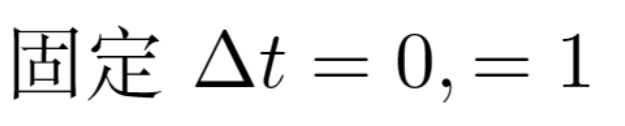 固定 Δt = 0, = 1